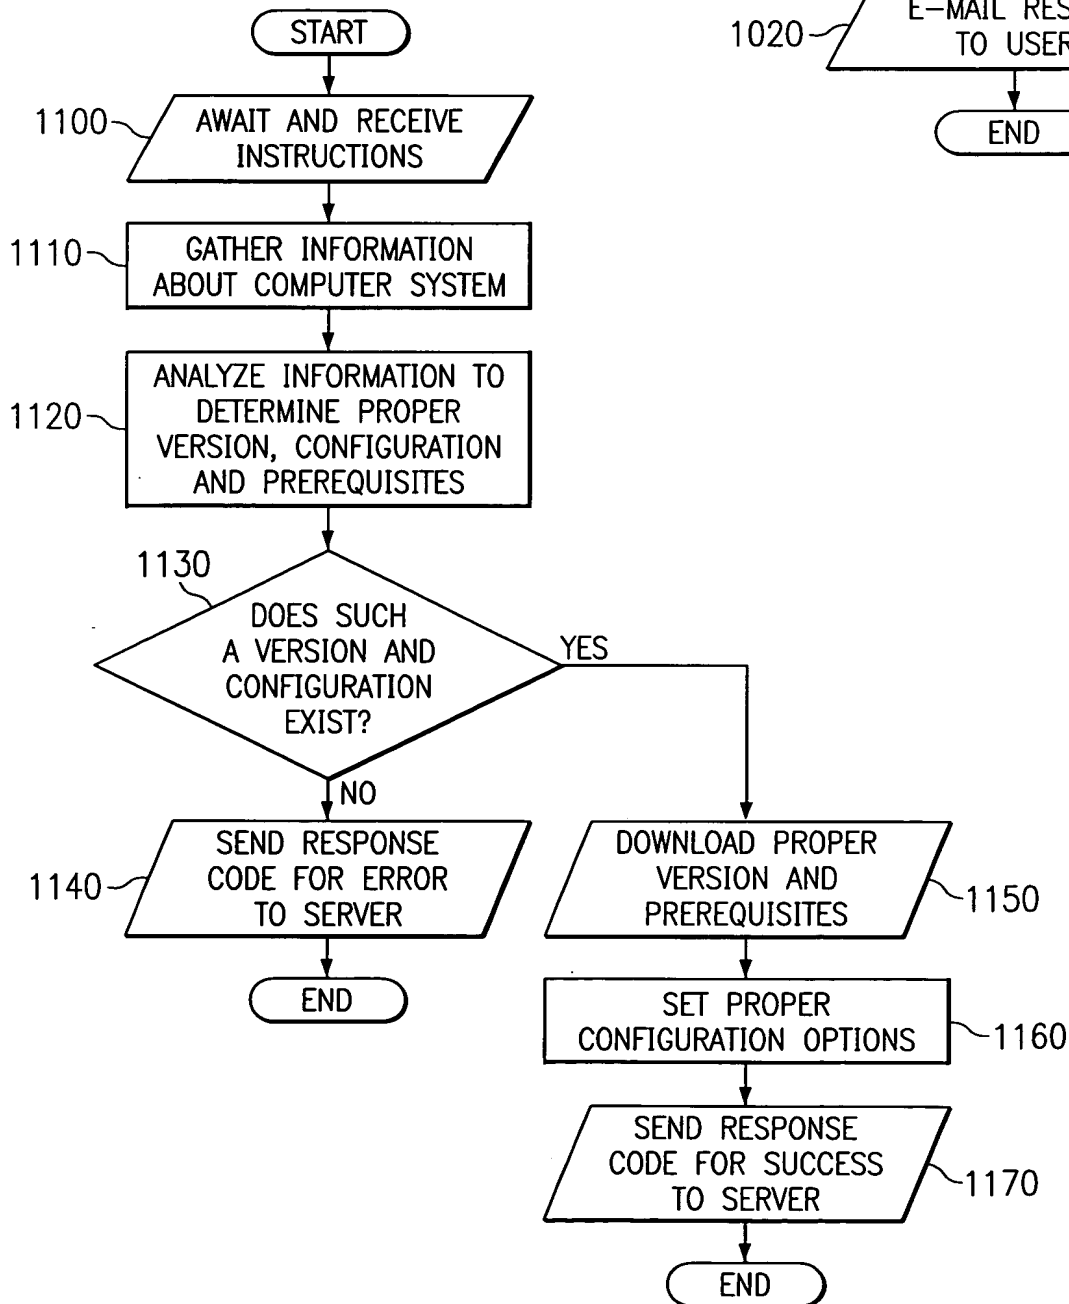 START
1100
AWAIT AND RECEIVE
INSTRUCTIONS
1110
GATHER INFORMATION
ABOUT COMPUTER SYSTEM
1120
ANALYZE INFORMATION TO
DETERMINE PROPER
VERSION, CONFIGURATION
AND PREREQUISITES
1130
DOES SUCH
A VERSION AND
CONFIGURATION
EXIST?
YES
NO
1140
SEND RESPONSE
CODE FOR ERROR
TO SERVER
END
DOWNLOAD PROPER
VERSION AND
PREREQUISITES
1150
SET PROPER
CONFIGURATION OPTIONS
1160
SEND RESPONSE
CODE FOR SUCCESS
TO SERVER
1170
END
1020
E-MAIL
TO USER
END